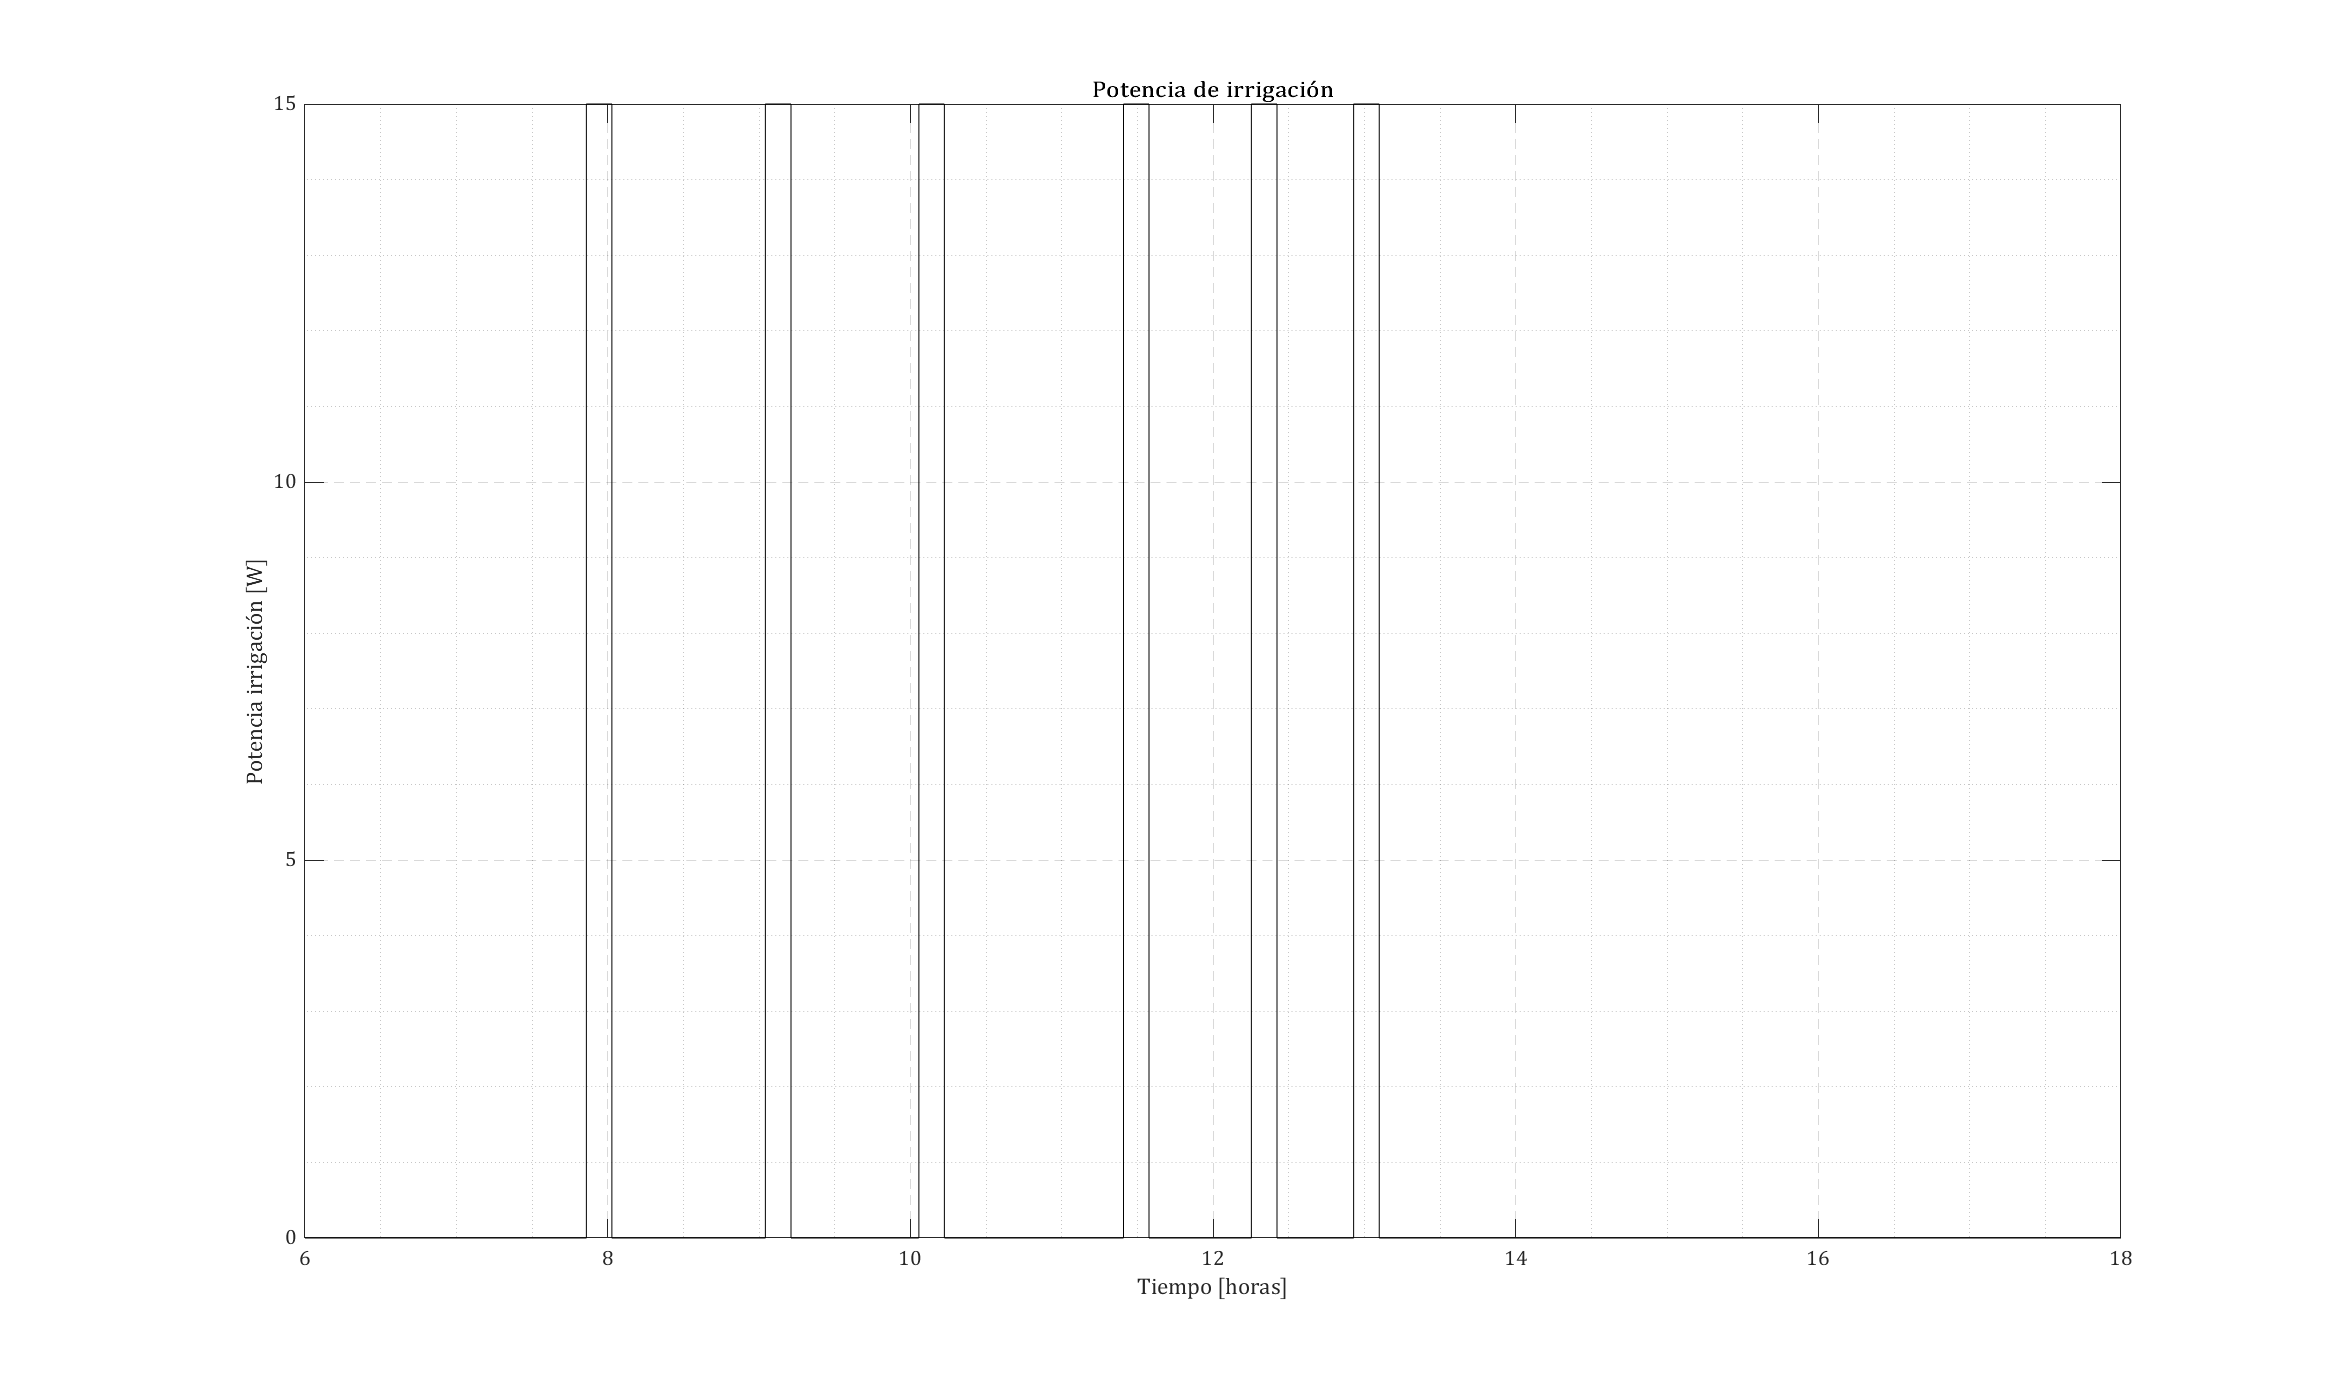 Potencia de irrigación
15
10
5
0
Potencia irrigación [W]
6 8 10 12 14 16 18
Tiempo [horas]